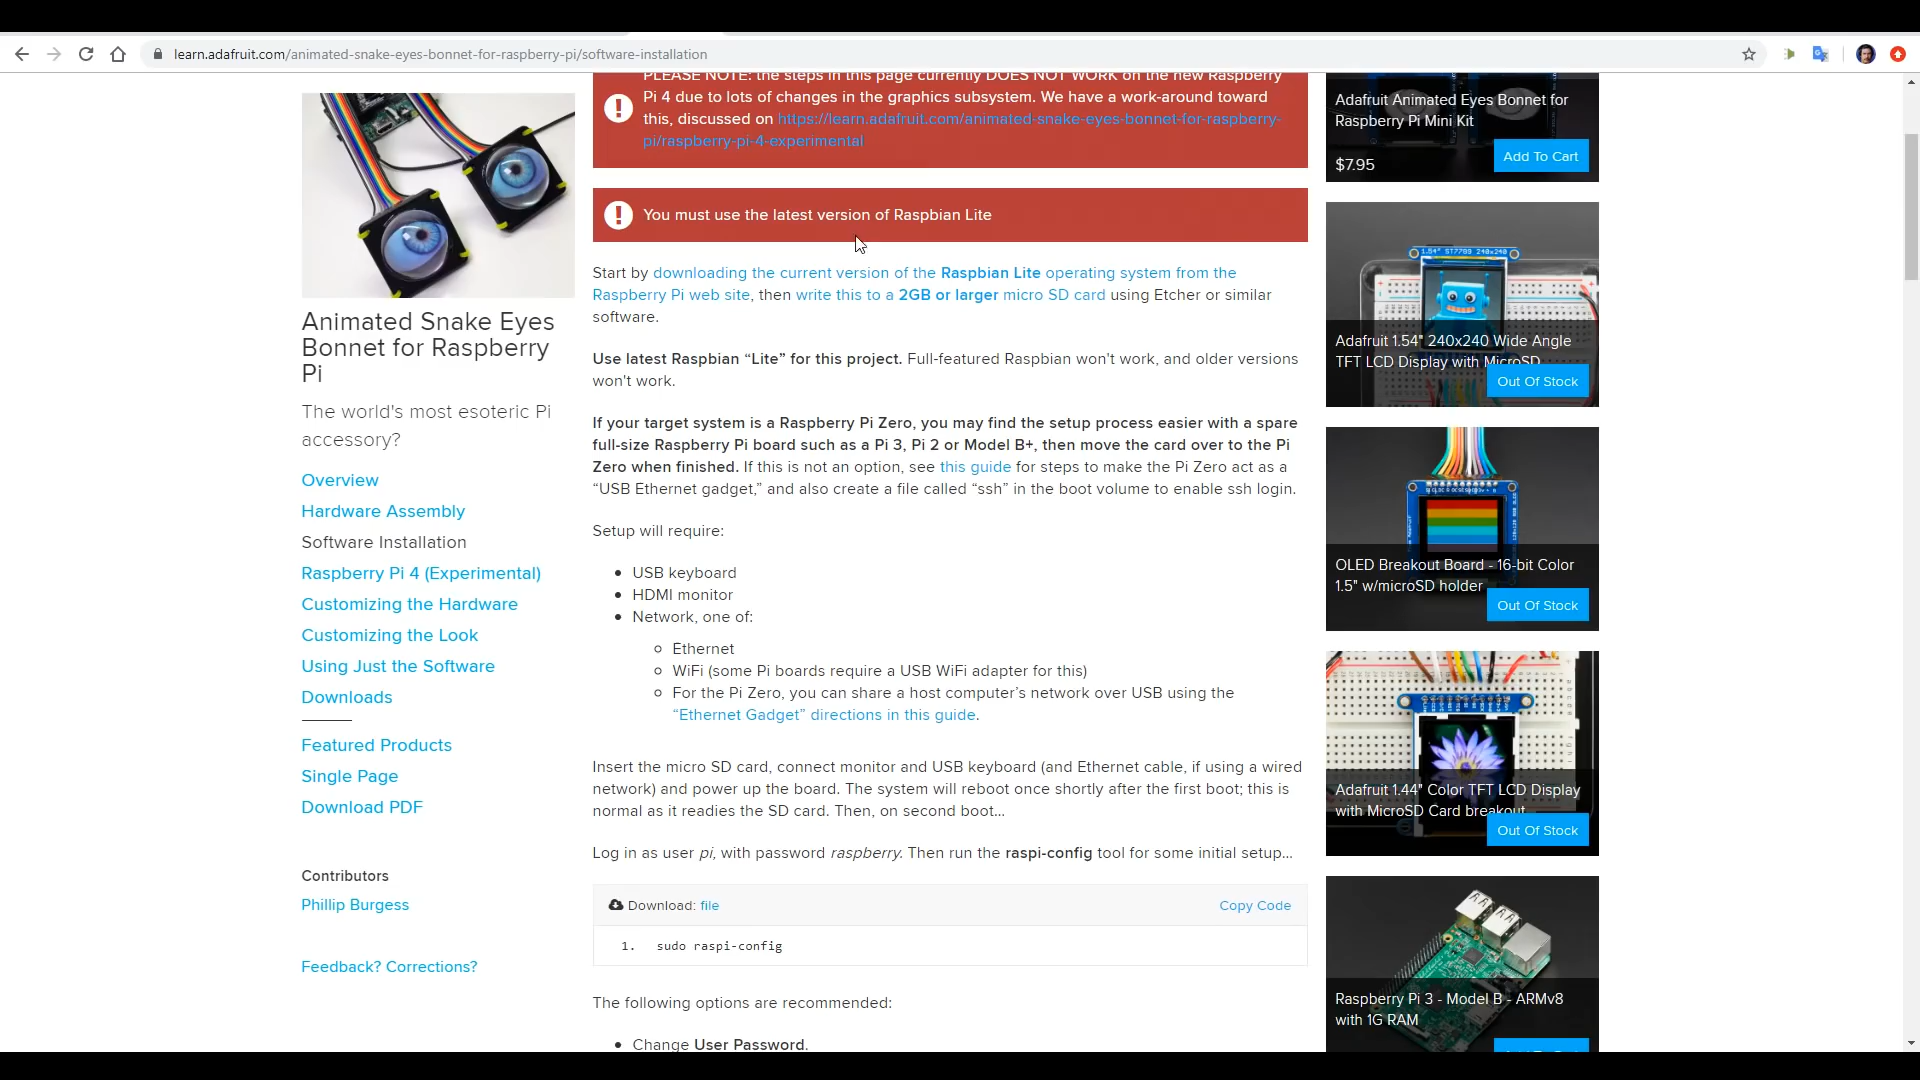 learn.adafruit.com/animated-snake-eyes-bonnet-for-raspberry-pi/software-installation
Animated Snake Eyes
Bonnet for Raspberry
Pi
The world's most esoteric Pi
accessory?
Overview
Hardware Assembly
Software Installation
Raspberry Pi 4 (Experimental)
Customizing the Hardware
Customizing the Look
Using Just the Software
Downloads
Featured Products
Single Page
Download PDF
Contributors
Phillip Burgess
Feedback? Corrections?
PLEASE NOTE: the steps in this page currently DOES NOT WORK on the new Raspberry
Pi 4 due to lots of changes in the graphics subsystem. We have a work-around toward
this, discussed on https://learn.adafruit.com/animated-snake-eyes-bonnet-for-raspberry-
pi/raspberry-pi-4-experimental
You must use the latest version of Raspbian Lite
Start by downloading the current version of the Raspbian Lite operating system from the
Raspberry Pi web site, then write this to a 2GB or larger micro SD card using Etcher or similar
software.
Use latest Raspbian “Lite” for this project. Full-featured Raspbian won't work, and older versions
won't work.
If your target system is a Raspberry Pi Zero, you may find the setup process easier with a spare
full-size Raspberry Pi board such as a Pi 3, Pi 2 or Model B+, then move the card over to the Pi
Zero when finished. If this is not an option, see this guide for steps to make the Pi Zero act as a
“USB Ethernet gadget,” and also create a file called “ssh” in the boot volume to enable ssh login.
Setup will require:
• USB keyboard
• HDMI monitor
• Network, one of:
Ethernet
WiFi (some Pi boards require a USB WiFi adapter for this)
For the Pi Zero, you can share a host computer’s network over USB using the
“Ethernet Gadget” directions in this guide.
Insert the micro SD card, connect monitor and USB keyboard (and Ethernet cable, if using a wired
network) and power up the board. The system will reboot once shortly after the first boot; this is
normal as it readies the SD card. Then, on second boot…
Log in as user pi, with password raspberry. Then run the raspi-config tool for some initial setup…
Download: file
Copy Code
1. sudo raspi-config
The following options are recommended:
• Change User Password.
Adafruit Animated Eyes Bonnet for
Raspberry Pi Mini Kit
$7.95
Add To Cart
Adafruit 1.54" 240x240 Wide Angle
TFT LCD Display with MicroSD
Out Of Stock
OLED Breakout Board - 16-bit Color
1.5" w/microSD holder
Out Of Stock
Adafruit 1.44" Color TFT LCD Display
with MicroSD Card breakout
Out Of Stock
Raspberry Pi 3 - Model B - ARMv8
with 1G RAM